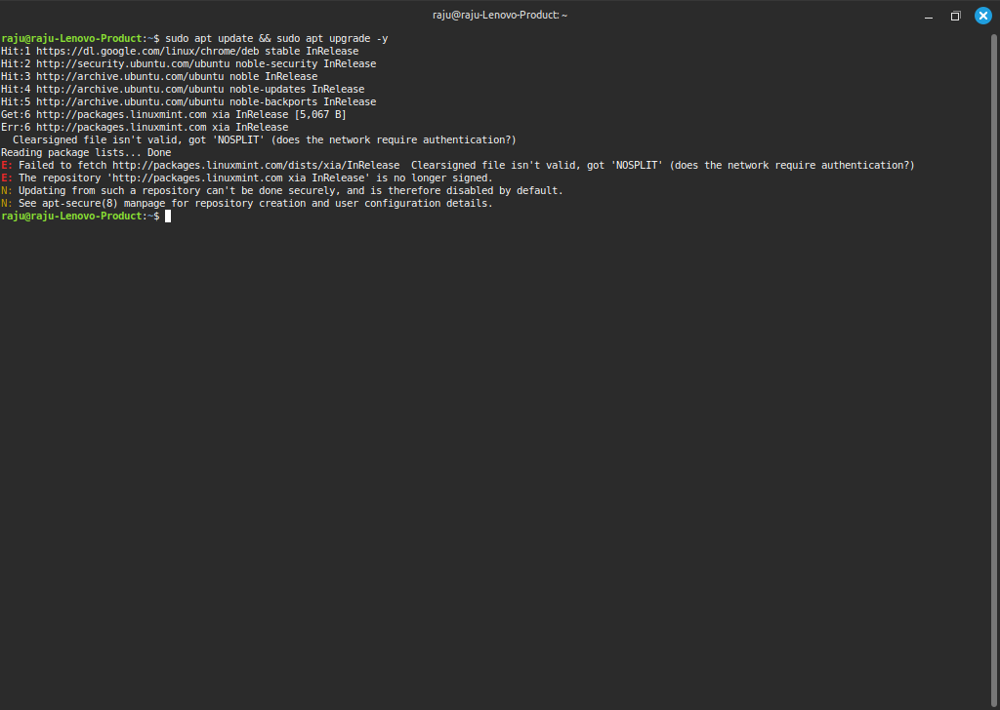 raju@raju-Lenovo-Product: ~
raju@raju-Lenovo-Product:~$ sudo apt update && sudo apt upgrade -y
Hit:1 https://dl.google.com/linux/chrome/deb stable InRelease
Hit:2 http://security.ubuntu.com/ubuntu noble-security InRelease
Hit:3 http://archive.ubuntu.com/ubuntu noble InRelease
Hit:4 http://archive.ubuntu.com/ubuntu noble-updates InRelease
Hit:5 http://archive.ubuntu.com/ubuntu noble-backports InRelease
Get:6 http://packages.linuxmint.com xia InRelease [5,067 B]
Err:6 http://packages.linuxmint.com xia InRelease
  Clearsigned file isn't valid, got 'NOSPLIT' (does the network require authentication?)
Reading package lists... Done
E: Failed to fetch http://packages.linuxmint.com/dists/xia/InRelease  Clearsigned file isn't valid, got 'NOSPLIT' (does the network require authentication?)
E: The repository 'http://packages.linuxmint.com xia InRelease' is no longer signed.
N: Updating from such a repository can't be done securely, and is therefore disabled by default.
N: See apt-secure(8) manpage for repository creation and user configuration details.
raju@raju-Lenovo-Product:~$